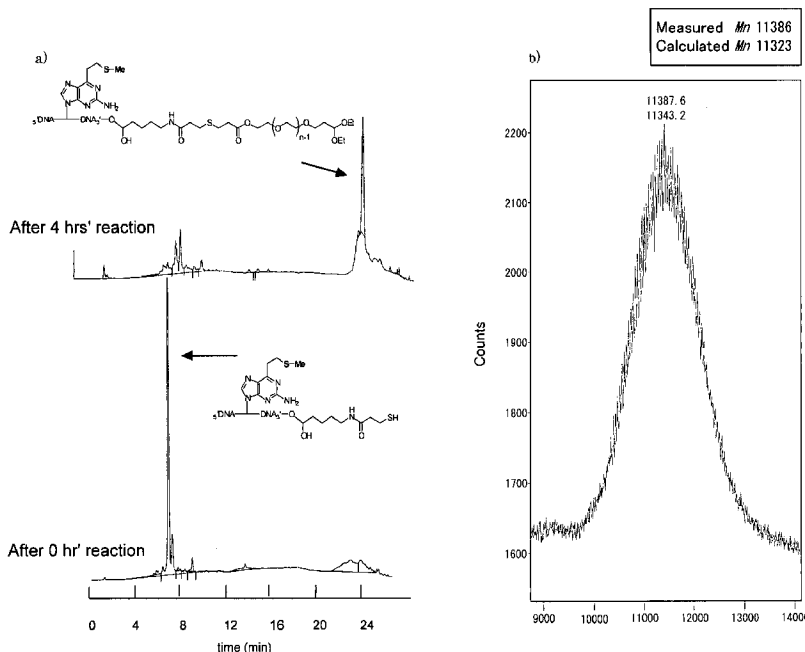 a)
S—Me
N
N
N
N
NH₂
5'DNA
DNA3'
O
OH
H
N
O
S
O
O
O
n-1
O
OEt
OEt
After 4 hrs' reaction
S—Me
N
N
N
N
NH₂
5'DNA
DNA3'
O
OH
H
N
O
SH
After 0 hr' reaction
0 4 8 12 16 20 24
time (min)
b)
Measured Mn 11386
Calculated Mn 11323
11387.6
11343.2
Counts
2200
2100
2000
1900
1800
1700
1600
9000 10000 11000 12000 13000 14000